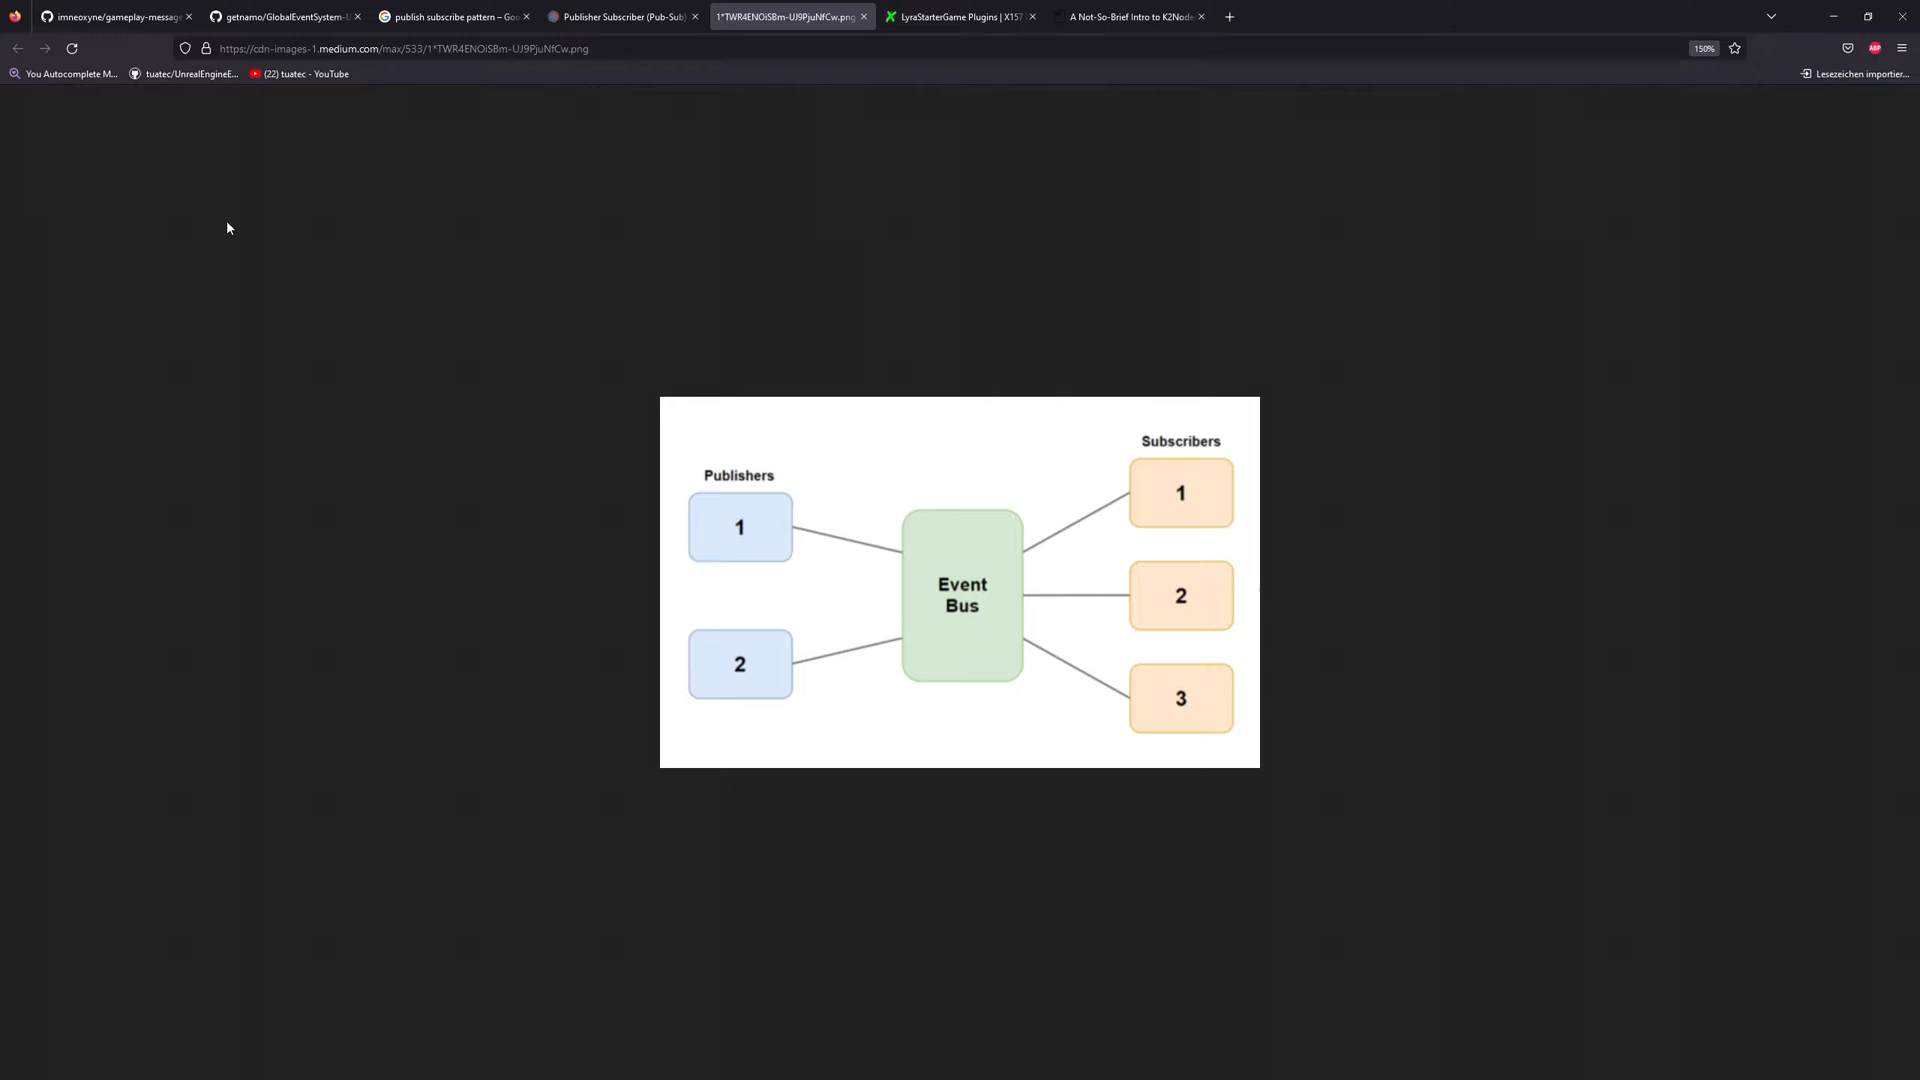 imneoxyne/gameplay-message
getnamo/GlobalEventSystem-U
publish subscribe pattern – Goo
Publisher Subscriber (Pub-Sub)
1*TWR4ENOiSBm-UJ9PjuNfCw.png
LyraStarterGame Plugins | X157
A Not-So-Brief Intro to K2Node
https://cdn-images-1.medium.com/max/533/1*TWR4ENOiSBm-UJ9PjuNfCw.png
150%
ABP
You Autocomplete M...
tuatec/UnrealEngineE...
(22) tuatec - YouTube
Lesezeichen importier...
Subscribers
Publishers
1
1
Event
Bus
2
2
3